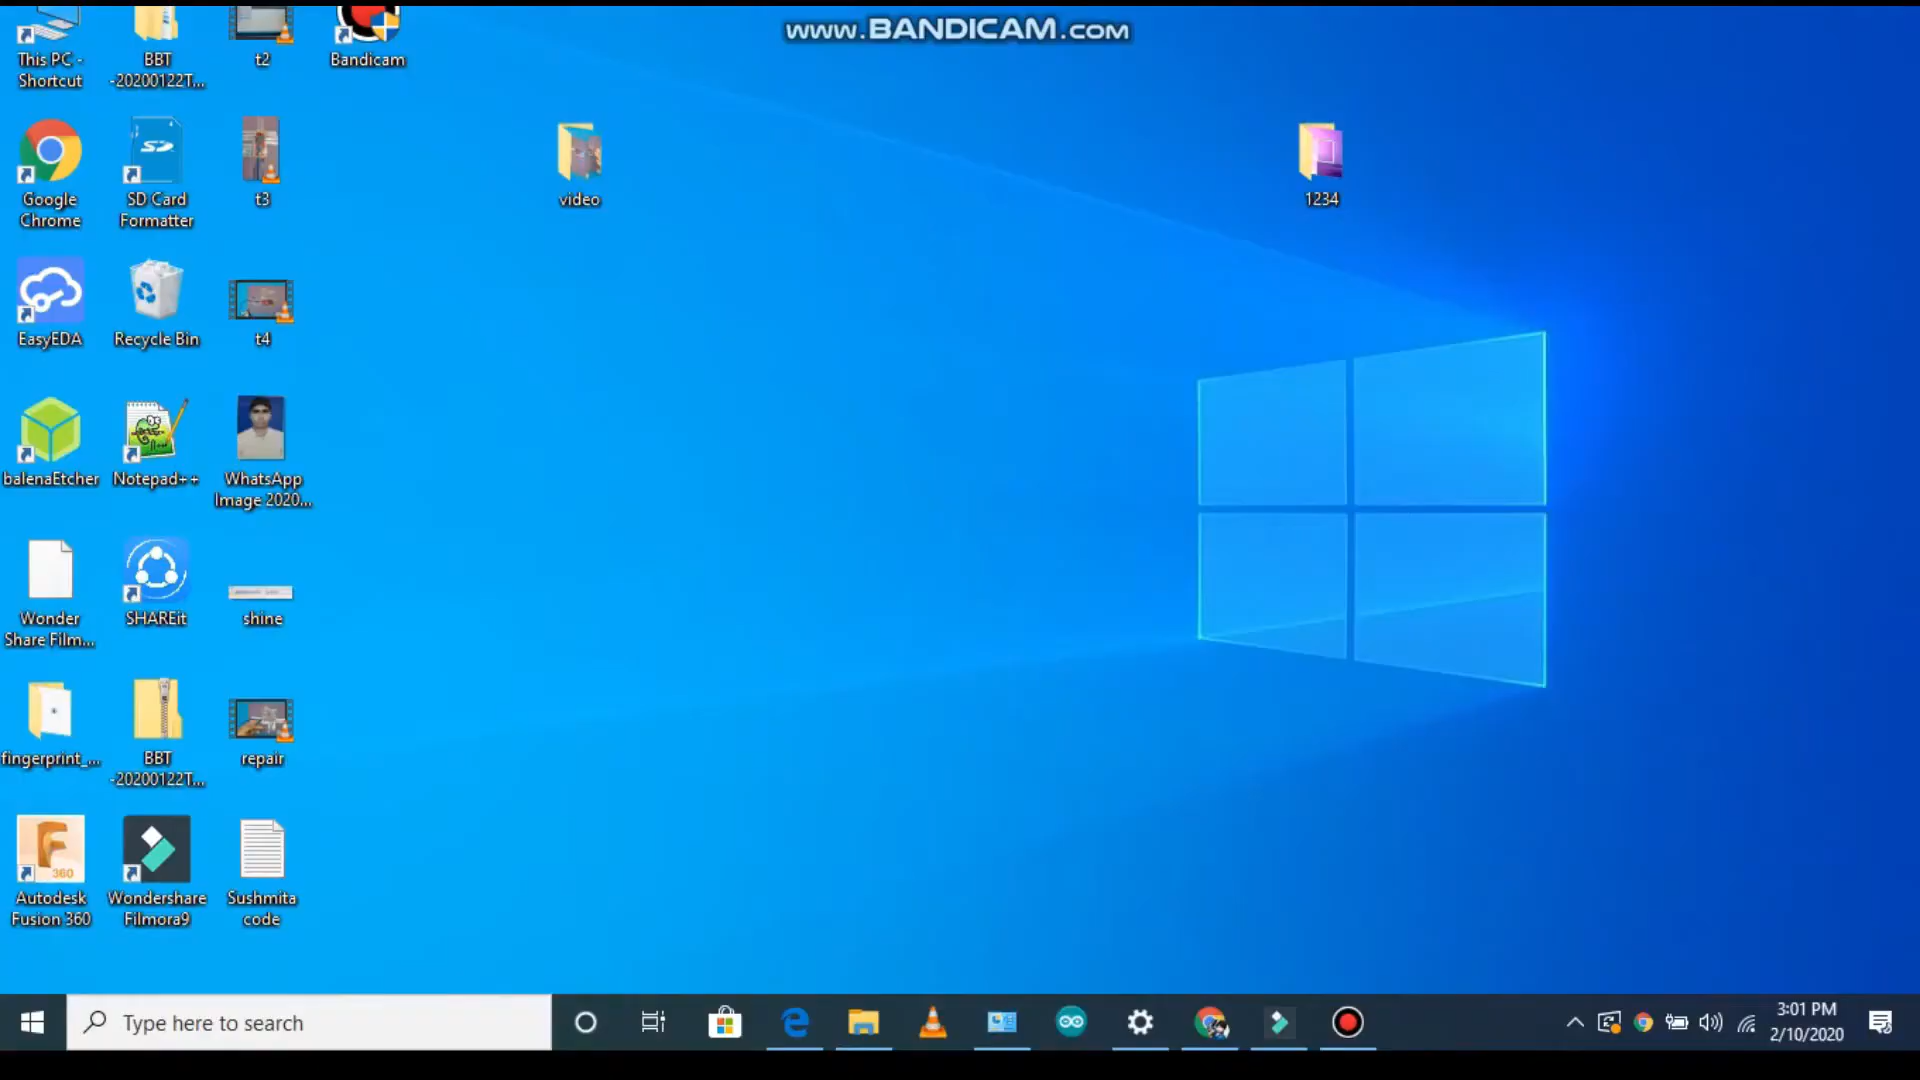 www.BANDICAM.com
This PC -
Shortcut
BBT
-20200122T...
t2
Bandicam
Google
Chrome
SD Card
Formatter
t3
video
1234
EasyEDA
Recycle Bin
t4
balenaEtcher
Notepad++
WhatsApp
Image 2020...
Wonder
Share Film...
SHAREit
shine
fingerprint_...
BBT
-20200122T...
repair
360
Autodesk
Fusion 360
Wondershare
Filmora9
Sushmita
code
Type here to search
3:01 PM
2/10/2020